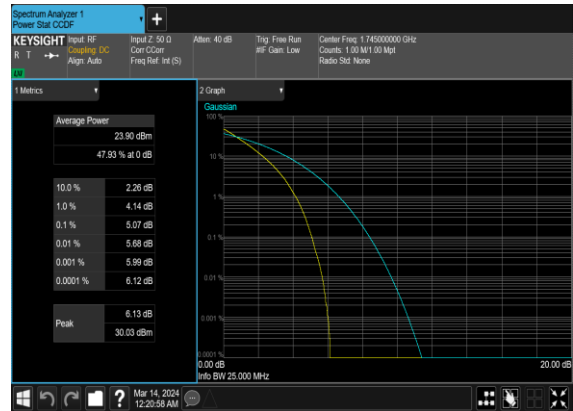 Spectrum Analyzer 1
Power Stat CCDF
KEYSIGHT
R T
LW
Input: RF
Coupling: DC
Align: Auto
Input Z: 50 Ω
Corr CCorr
Freq Ref: Int (S)
Atten: 40 dB
Trig: Free Run
#IF Gain: Low
Center Freq: 1.745000000 GHz
Counts: 1.00 M/1.00 Mpt
Radio Std: None
1 Metrics
Average Power
23.90 dBm
47.93 % at 0 dB
10.0 % 2.26 dB
1.0 % 4.14 dB
0.1 % 5.07 dB
0.01 % 5.68 dB
0.001 % 5.99 dB
0.0001 % 6.12 dB
Peak
6.13 dB
30.03 dBm
2 Graph
Gaussian
100 %
10 %
1 %
0.1 %
0.01 %
0.001 %
0.0001 %
0.00 dB
20.00 dB
Info BW 25.000 MHz
?
Mar 14, 2024
12:20:58 AM